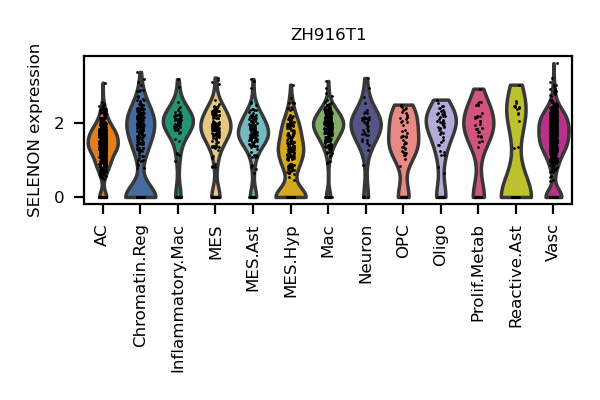 ZH916T1
SELENON expression
2
0
AC
Chromatin.Reg
Inflammatory.Mac
MES
MES.Ast
MES.Hyp
Mac
Neuron
OPC
Oligo
Prolif.Metab
Reactive.Ast
Vasc